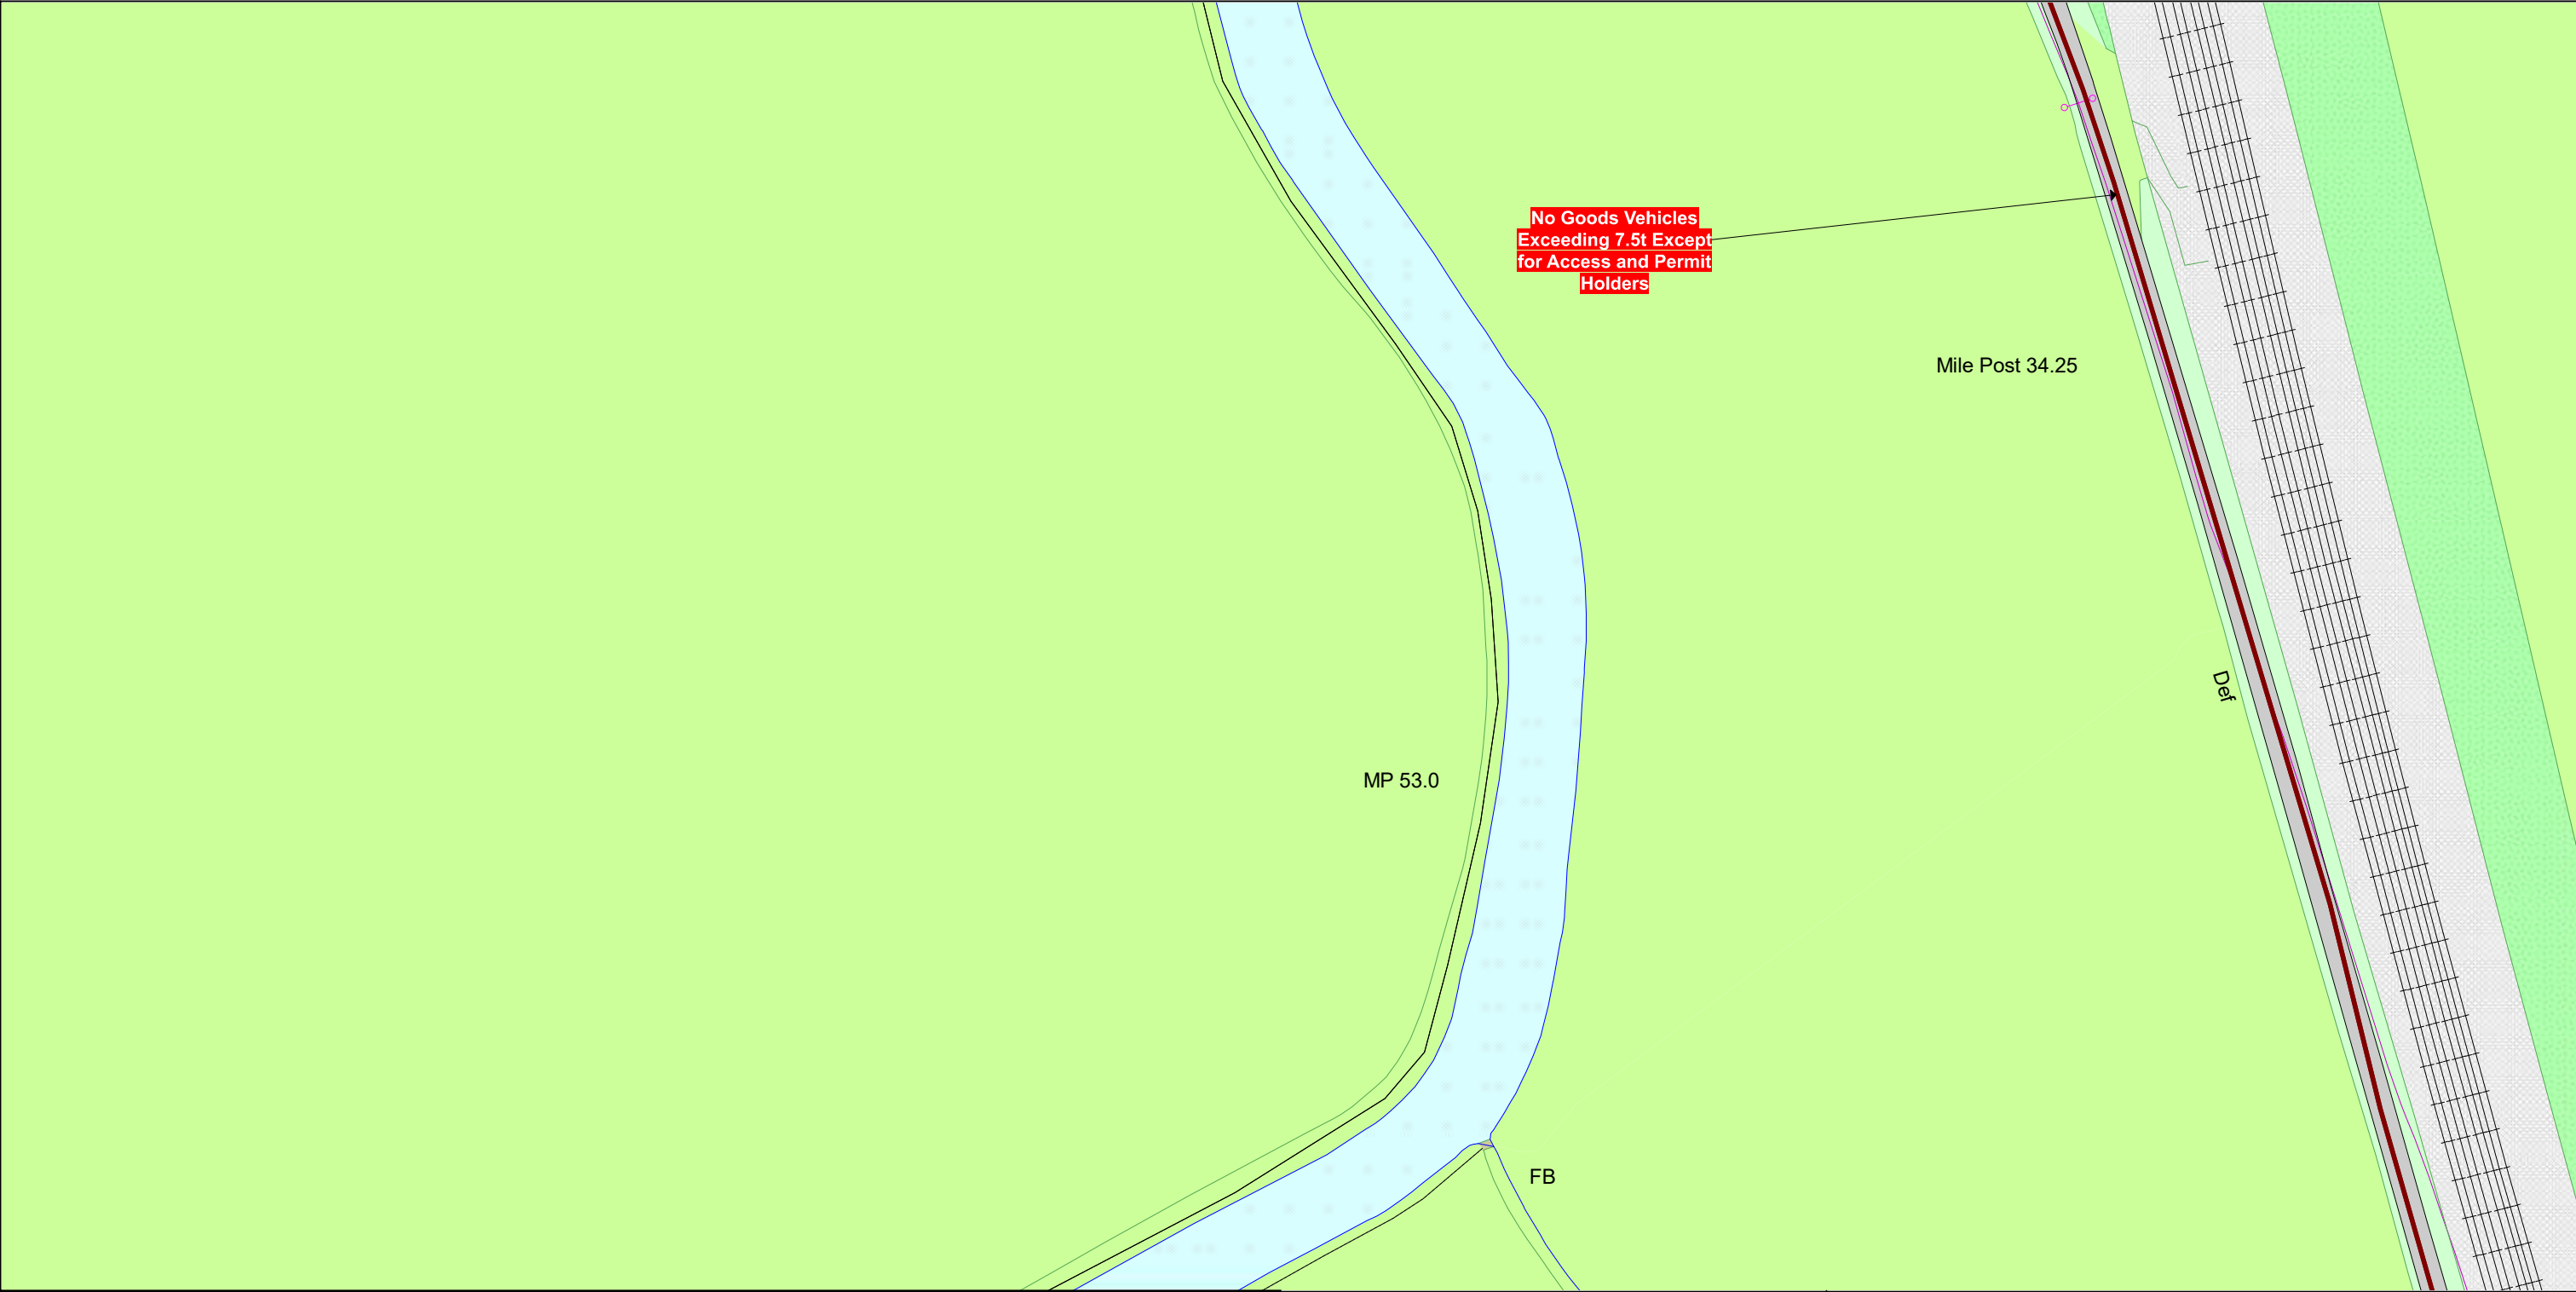 No Goods Vehicles
Exceeding 7.5t Except
for Access and Permit
Holders
Mile Post 34.25
Def
MP 53.0
FB